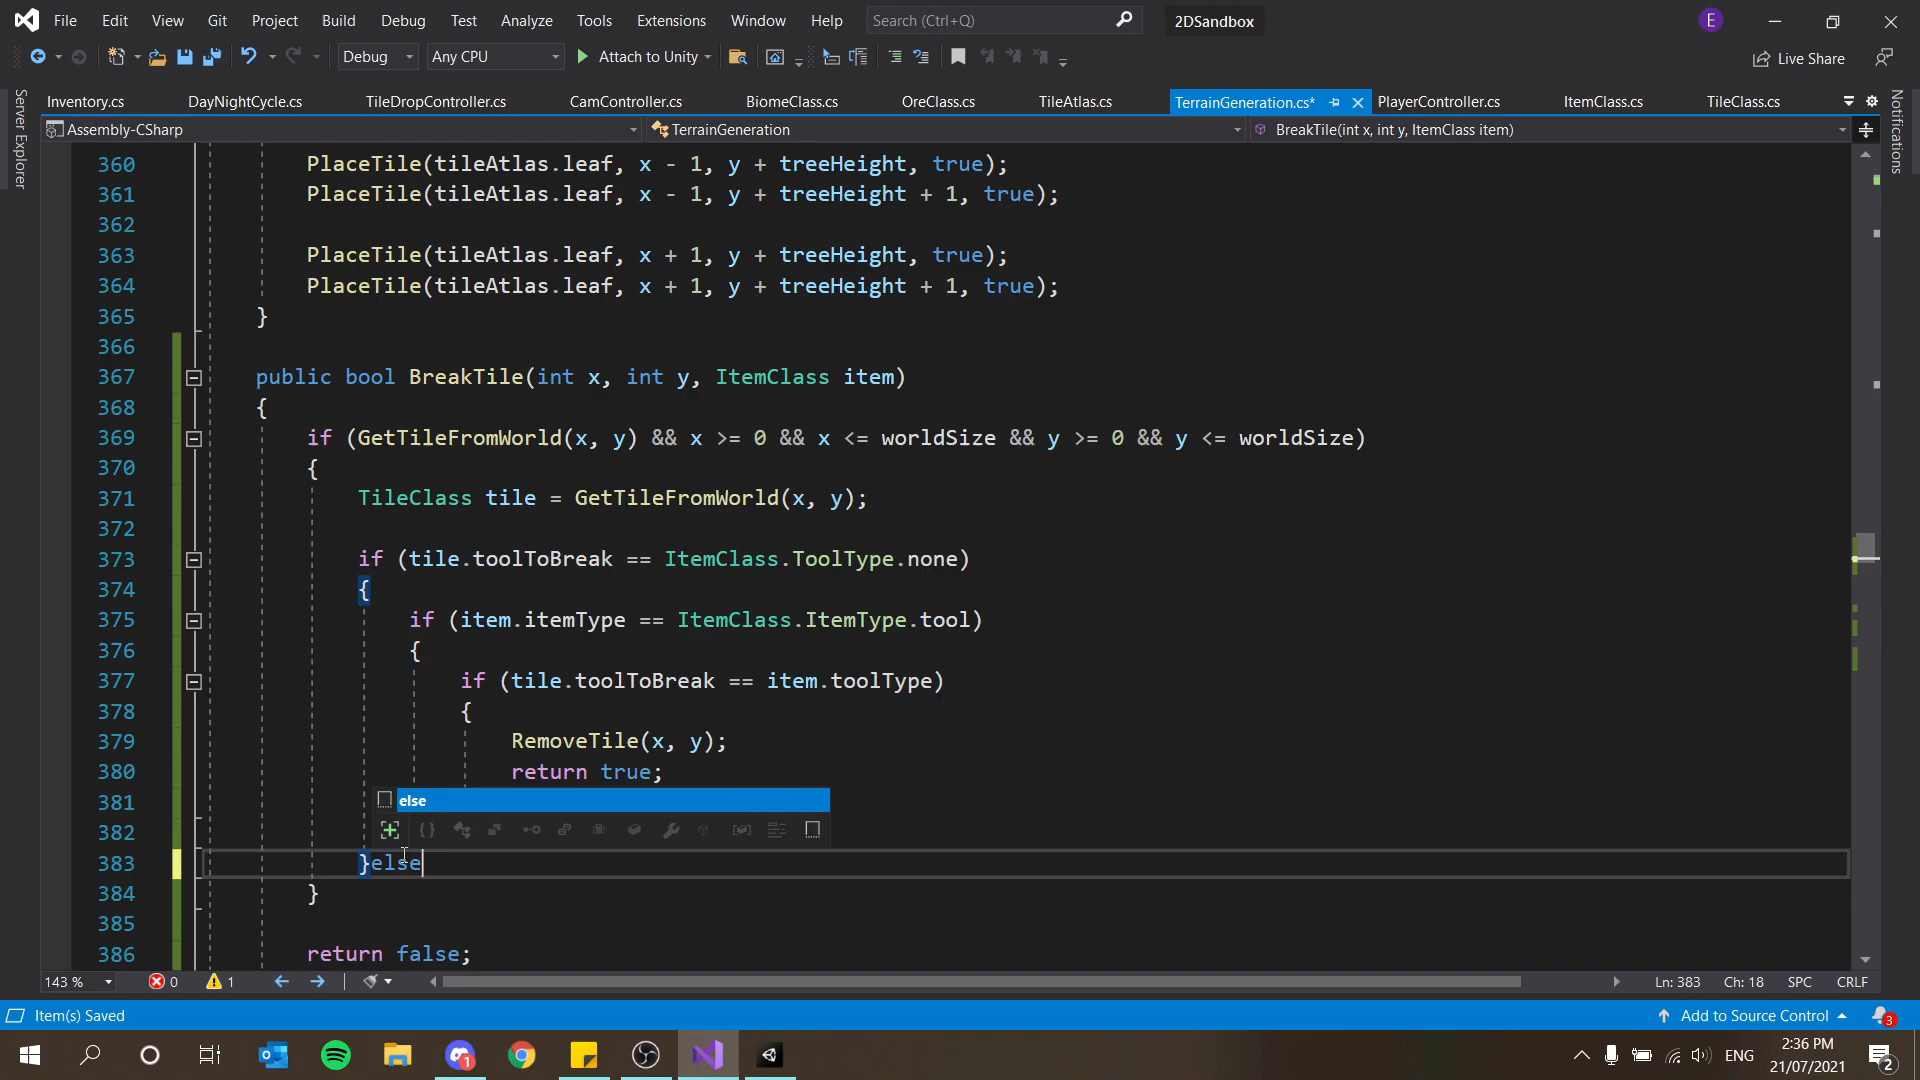 File Edit View Git Project Build Debug Test Analyze Tools Extensions Window Help Search (Ctrl+Q) 2DSandbox E
Debug Any CPU Attach to Unity Live Share
Inventory.cs DayNightCycle.cs TileDropController.cs CamController.cs BiomeClass.cs OreClass.cs TileAtlas.cs TerrainGeneration.cs* PlayerController.cs ItemClass.cs TileClass.cs
Assembly-CSharp TerrainGeneration BreakTile(int x, int y, ItemClass item)
Server Explorer
Notifications
360 PlaceTile(tileAtlas.leaf, x - 1, y + treeHeight, true);
361 PlaceTile(tileAtlas.leaf, x - 1, y + treeHeight + 1, true);
362
363 PlaceTile(tileAtlas.leaf, x + 1, y + treeHeight, true);
364 PlaceTile(tileAtlas.leaf, x + 1, y + treeHeight + 1, true);
365 }
366
367 public bool BreakTile(int x, int y, ItemClass item)
368 {
369 if (GetTileFromWorld(x, y) && x >= 0 && x <= worldSize && y >= 0 && y <= worldSize)
370 {
371 TileClass tile = GetTileFromWorld(x, y);
372
373 if (tile.toolToBreak == ItemClass.ToolType.none)
374 {
375 if (item.itemType == ItemClass.ItemType.tool)
376 {
377 if (tile.toolToBreak == item.toolType)
378 {
379 RemoveTile(x, y);
380 return true;
381 else
382
383 }else
384 }
385
386 return false;
143 % 0 1 Ln: 383 Ch: 18 SPC CRLF
Item(s) Saved Add to Source Control 3
1 ENG 2:36 PM
21/07/2021 2